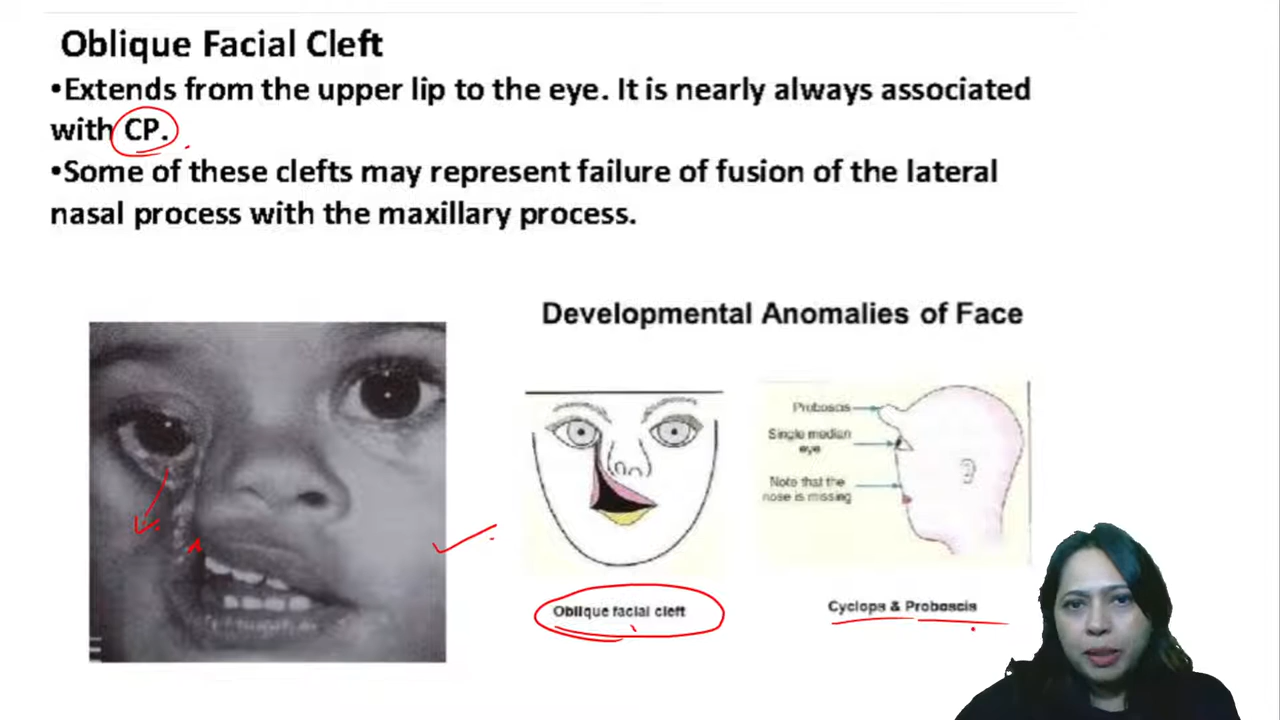 Oblique Facial Cleft
•Extends from the upper lip to the eye. It is nearly always associated
with CP.
•Some of these clefts may represent failure of fusion of the lateral
nasal process with the maxillary process.
Developmental Anomalies of Face
Proboscis
Single median
eye
Note that the
nose is missing
Oblique facial cleft
Cyclops & Proboscis